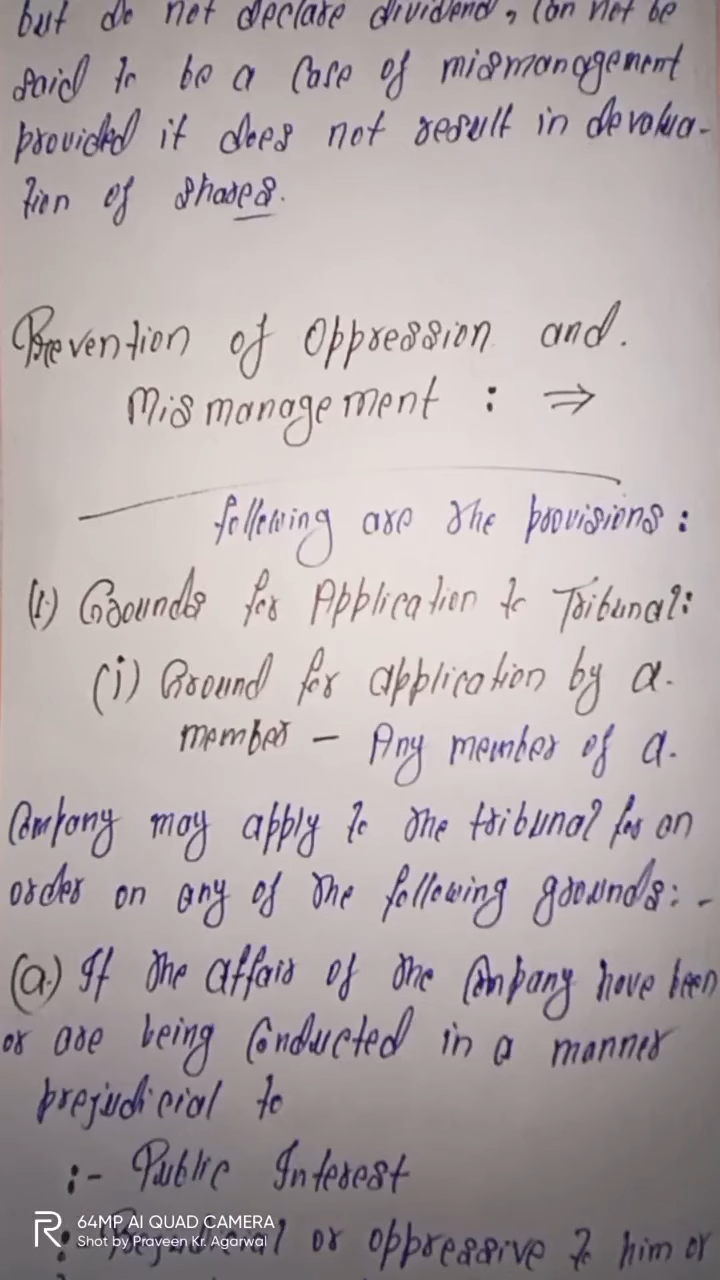 but do not declare dividend, can not be
said to be a case of mismanagement
provided it does not result in devalua-
tion of shares.
Prevention of Oppression and.
Mismanagement : ⇒
following are the provisions :
(1.) Grounds for Application to Tribunal:
(i) Ground for application by a.
member - Any member of a.
Company may apply to the tribunal for an
order on any of the following grounds: -
(a.) If the affair of the Company have been
or are being Conducted in a manner
prejudicial to
:- Public Interest
:- Prejudicial or oppressive to him or
64MP AI QUAD CAMERA
Shot by Praveen Kr. Agarwal